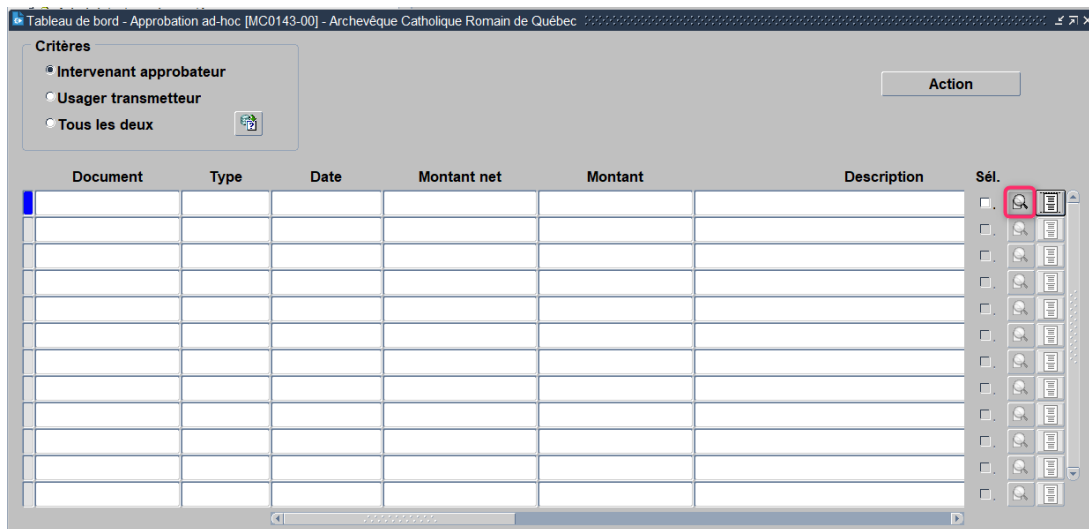 Tableau de bord - Approbation ad-hoc [MC0143-00] - Archevêque Catholique Romain de Québec
Critères
Intervenant approbateur
Usager transmetteur
Tous les deux
Action
Document Type Date Montant net Montant Description Sél.